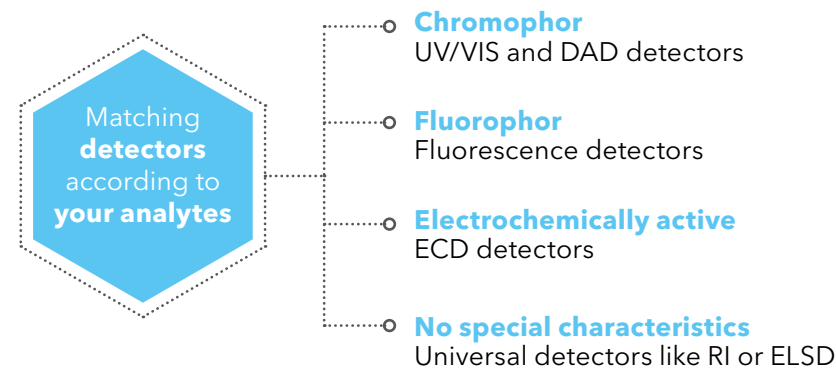 Matching
detectors
according to
your analytes
Chromophor
UV/VIS and DAD detectors
Fluorophor
Fluorescence detectors
Electrochemically active
ECD detectors
No special characteristics
Universal detectors like RI or ELSD